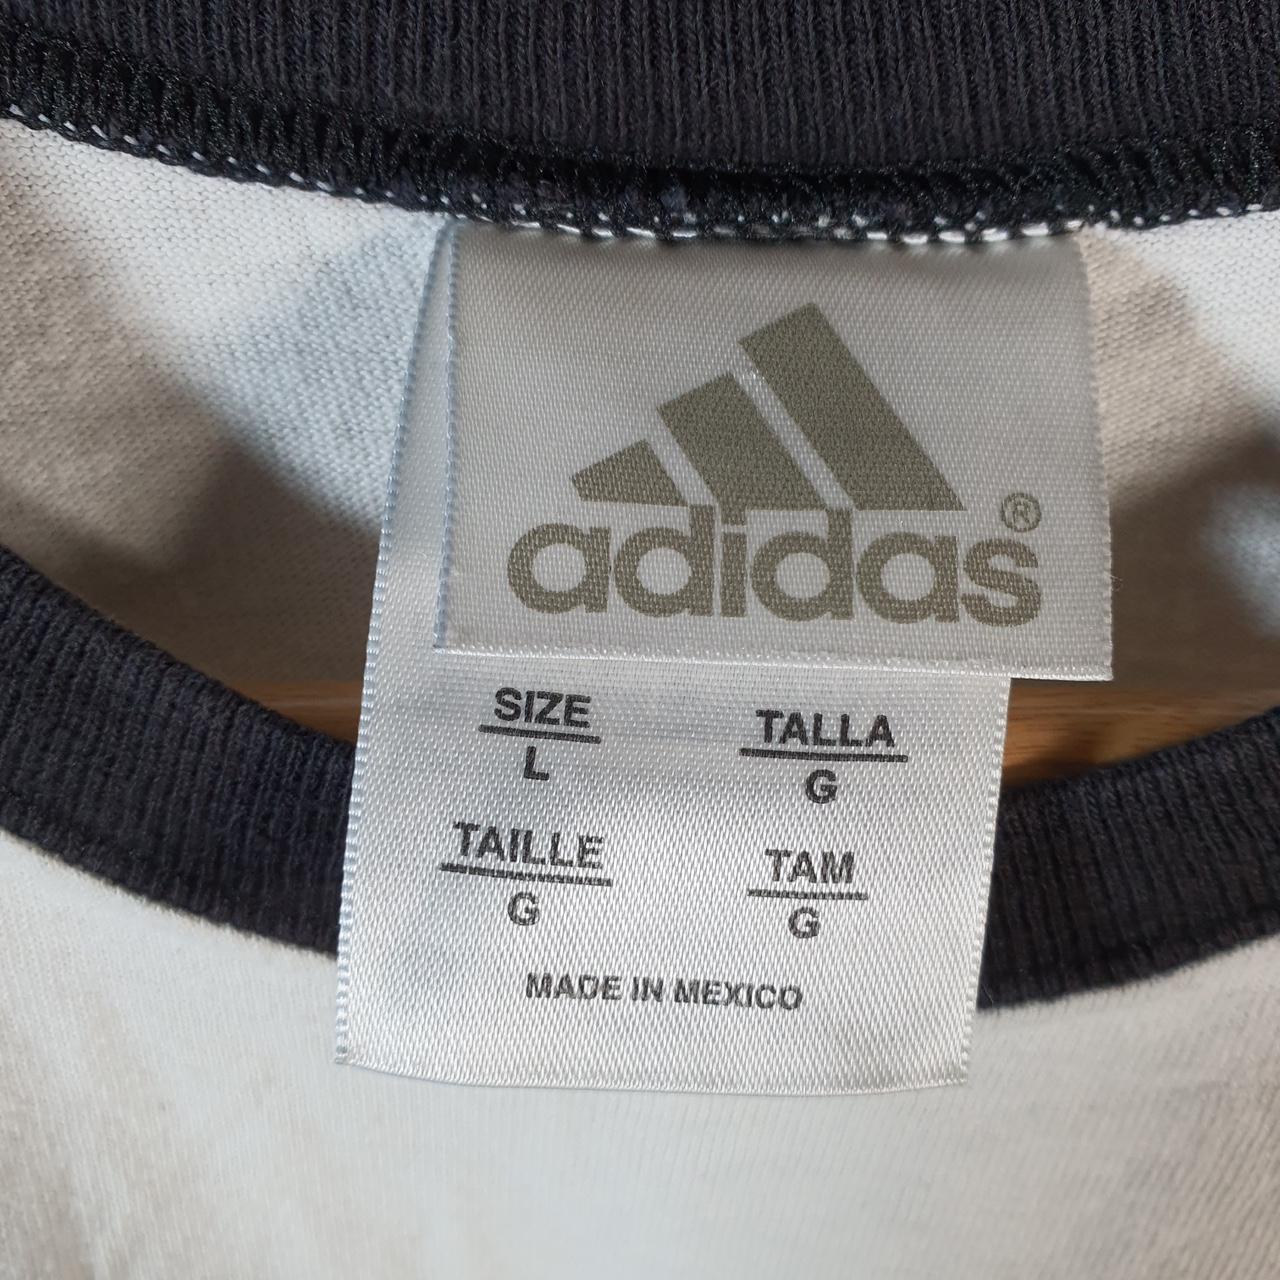 adidas®
SIZE TALLA
L G
TAILLE TAM
G G
MADE IN MEXICO